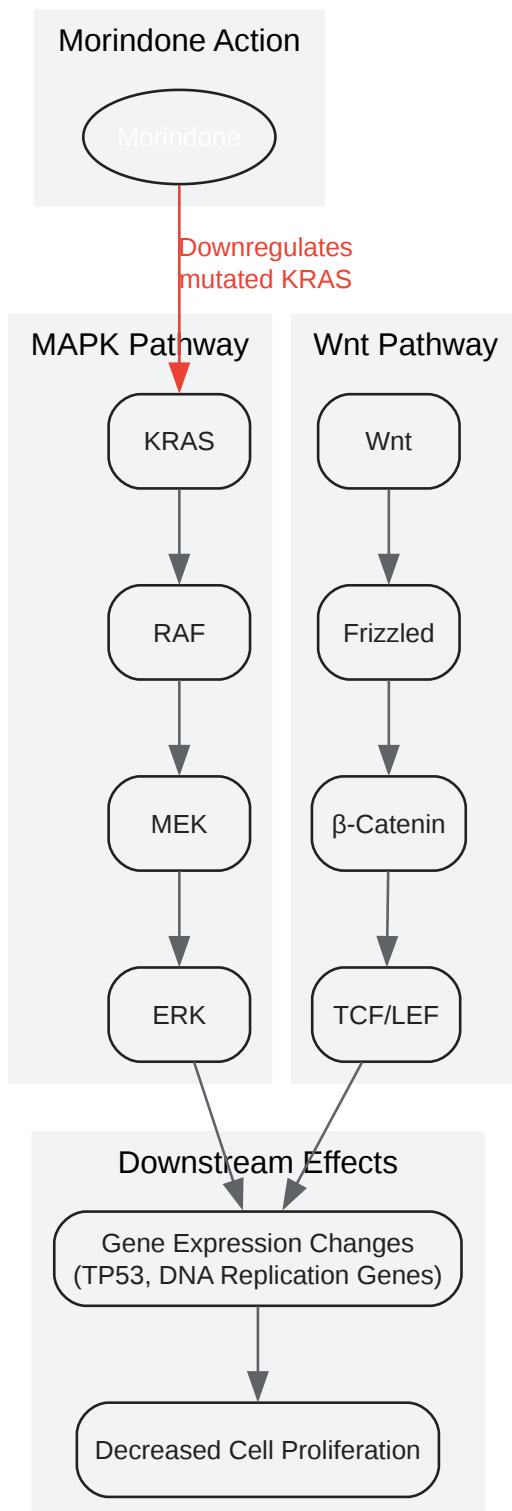 Morindone Action
Morindone
Downregulates
mutated KRAS
MAPK Pathway
Wnt Pathway
KRAS
Wnt
RAF
Frizzled
MEK
β-Catenin
ERK
TCF/LEF
Downstream Effects
Gene Expression Changes
(TP53, DNA Replication Genes)
Decreased Cell Proliferation